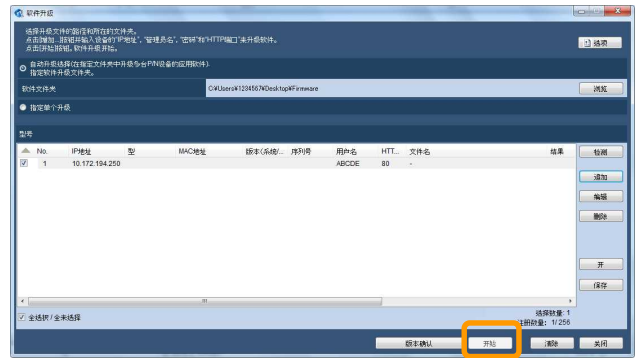 软件升级
选择升级文件的路径和所在的文件夹。
点击[追加...]按钮并输入设备的"IP地址", "管理员名", "密码"和"HTTP端口"来升级软件。
点击[开始]按钮, 软件升级开始。
选项
自动升级选择(在指定文件夹中升级每台P/N设备的应用软件).
指定软件升级文件夹。
软件文件夹 C:¥Users¥1234567¥Desktop¥Firmware 浏览
指定单个升级
型号
No. IP地址 型 MAC地址 版本(系统/... 序列号 用户名 HTT... 文件名 结果
1 10.172.194.250 ABCDE 80 -
检测
追加
编辑
删除
开
保存
全选択 / 全未选择
选择数量: 1
注册数量: 1/ 256
版本确认 开始 清除 关闭